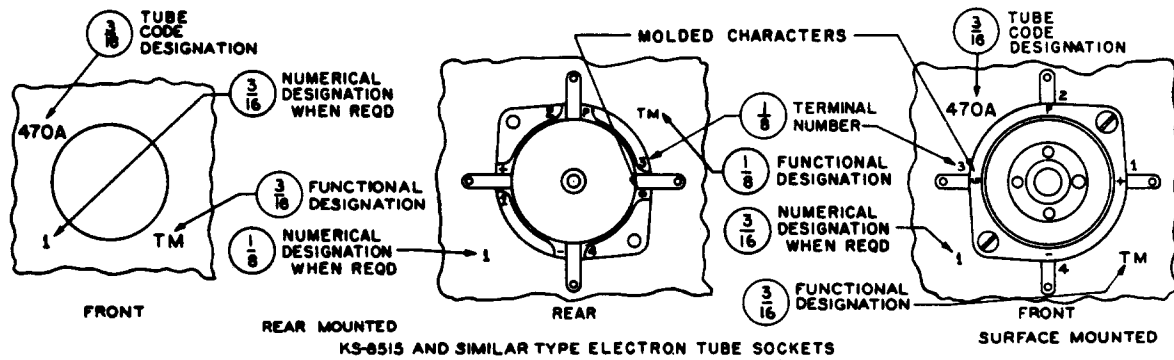 3/16
TUBE
CODE
DESIGNATION
3/16
NUMERICAL
DESIGNATION
WHEN REQD
470A
3/16
FUNCTIONAL
DESIGNATION
1
TM
1/8
NUMERICAL
DESIGNATION
WHEN REQD
1
FRONT
REAR MOUNTED
MOLDED CHARACTERS
P
TM
3
+
-
4
REAR
1/8
TERMINAL
NUMBER
1/8
FUNCTIONAL
DESIGNATION
3/16
NUMERICAL
DESIGNATION
WHEN REQD
3/16
FUNCTIONAL
DESIGNATION
3/16
TUBE
CODE
DESIGNATION
470A
2
P
3
1
+
1
-
4
TM
FRONT
SURFACE MOUNTED
KS-8515 AND SIMILAR TYPE ELECTRON TUBE SOCKETS